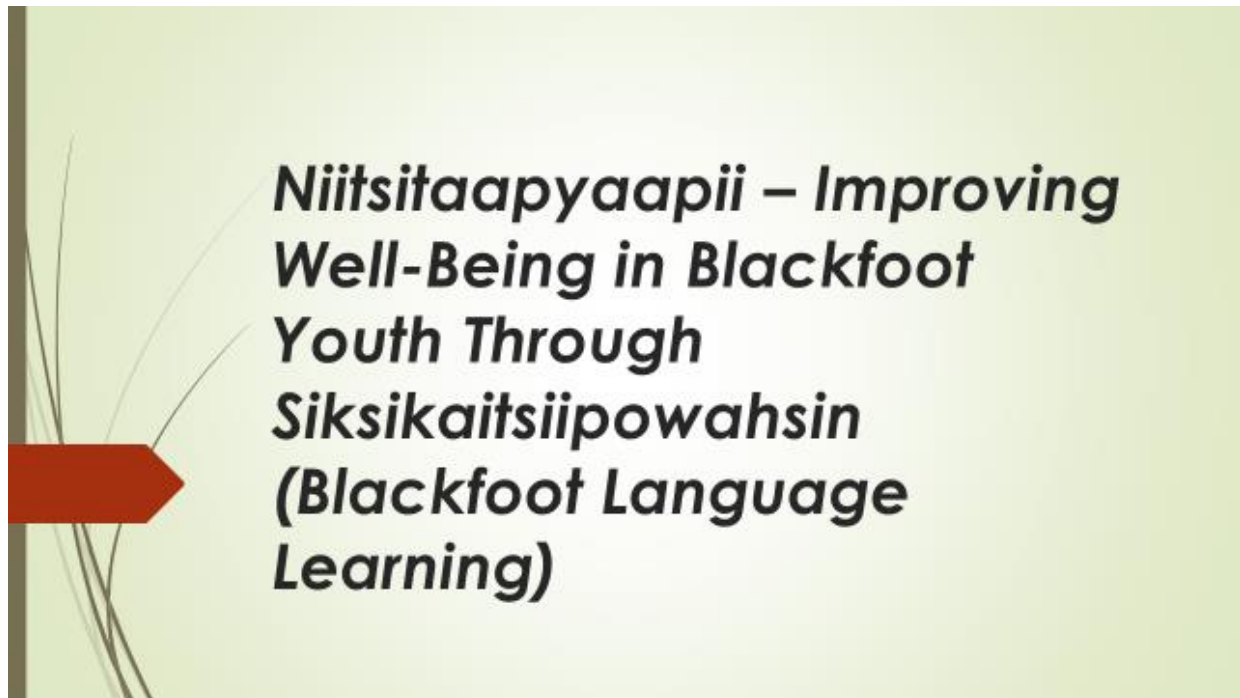 Niitsitaapyaapii – Improving
Well-Being in Blackfoot
Youth Through
Siksikaitsiipowahsin
(Blackfoot Language
Learning)